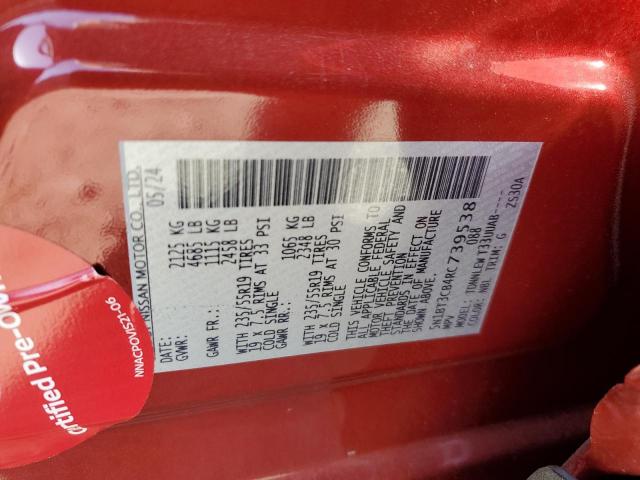 NISSAN MOTOR CO., LTD.
DATE: 05/24
GVWR: 2125 KG
4685 LB
GAWR FR.: 1115 KG
2458 LB
WITH 235/55R19 TIRES
19 X 7.5 RIMS AT 33 PSI
COLD SINGLE
GAWR RR.: 1065 KG
2348 LB
WITH 235/55R19 TIRES
19 X 7.5 RIMS AT 30 PSI
COLD SINGLE
THIS VEHICLE CONFORMS TO
ALL APPLICABLE FEDERAL
MOTOR VEHICLE SAFETY AND
THEFT PREVENTION
STANDARDS IN EFFECT ON
THE DATE OF MANUFACTURE
SHOWN ABOVE.
5N1BT3CB4RC739538
MPV 088
MODEL:
COLOR: NBL TRIM: G ZS30A
Certified Pre-Own
NNACPOVIS21-06